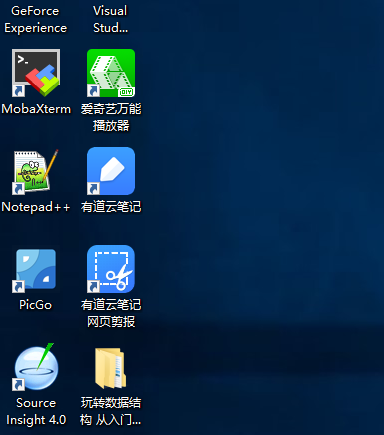 GeForce
Experience
Visual
Stud...
MobaXterm
爱奇艺万能
播放器
DIY
Notepad++
有道云笔记
PicGo
有道云笔记
网页剪报
Source
Insight 4.0
玩转数据结
构 从入门...